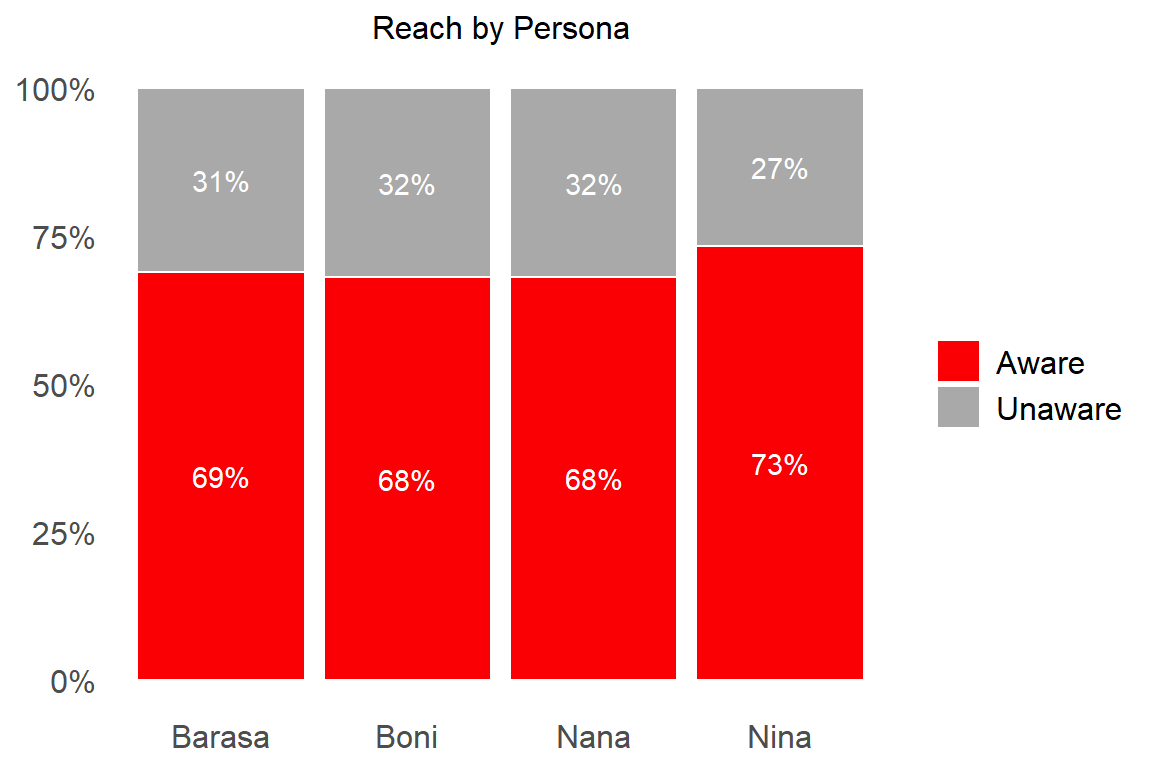 Reach by Persona
100%
75%
50%
25%
0%
31%
32%
32%
27%
69%
68%
68%
73%
Barasa
Boni
Nana
Nina
Aware
Unaware